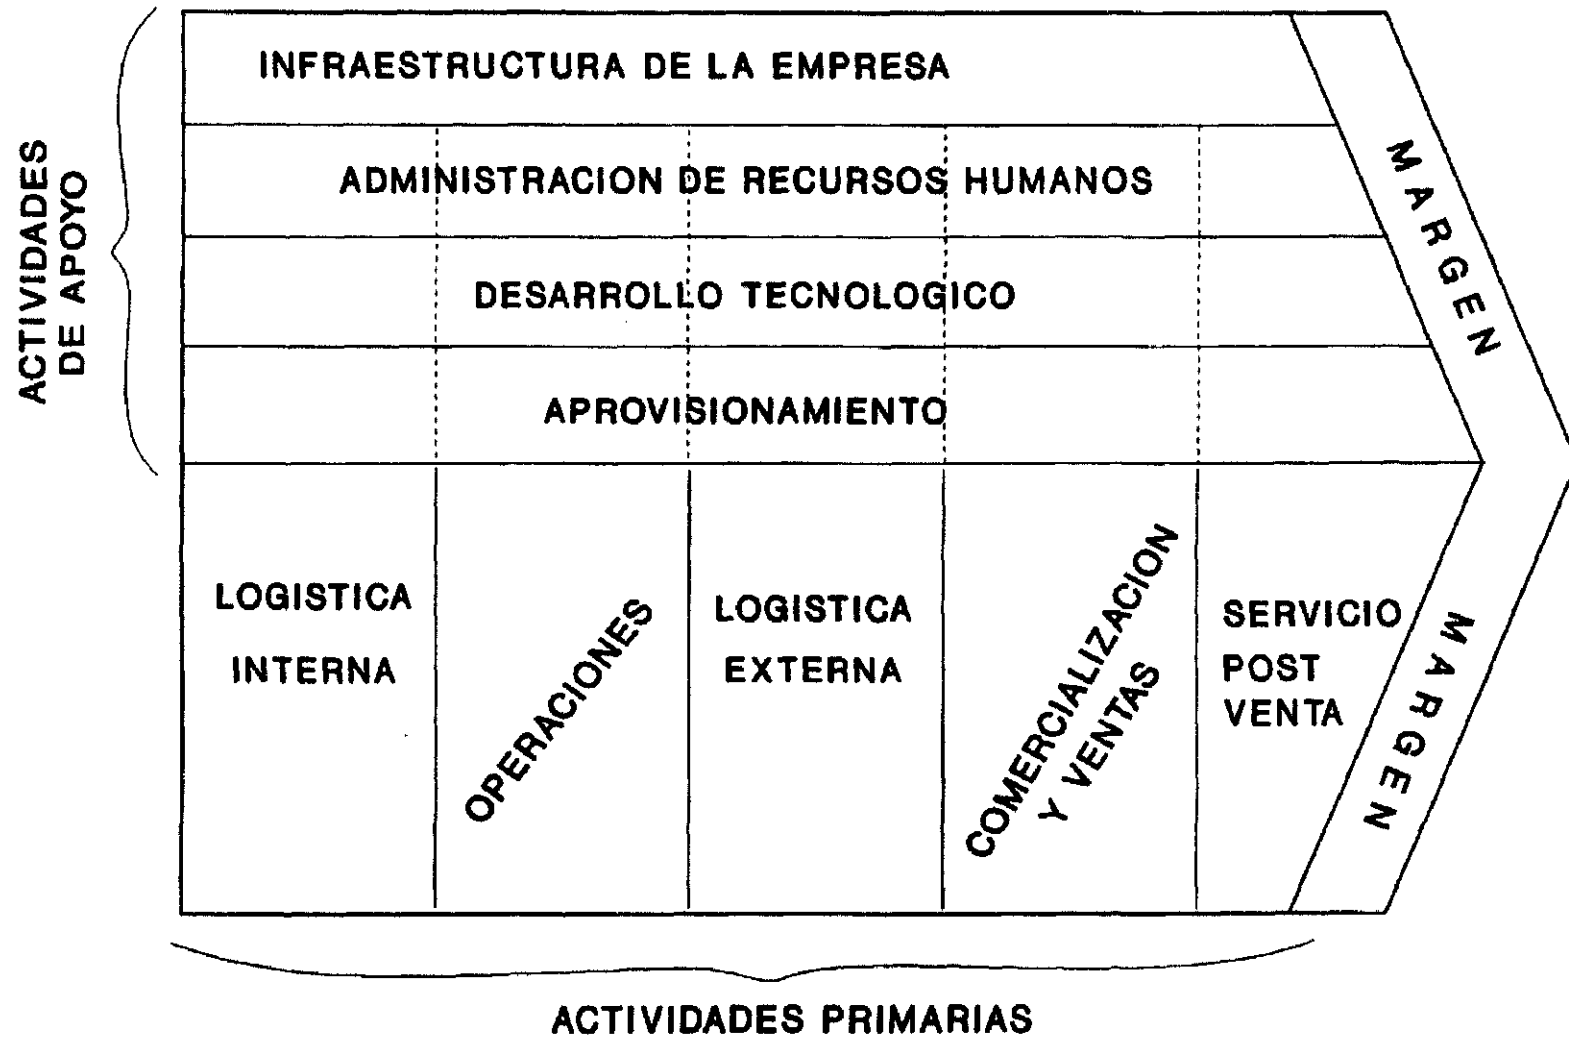 ACTIVIDADES
DE APOYO
INFRAESTRUCTURA DE LA EMPRESA
ADMINISTRACION DE RECURSOS HUMANOS
DESARROLLO TECNOLOGICO
APROVISIONAMIENTO
MARGEN
LOGISTICA
INTERNA
OPERACIONES
LOGISTICA
EXTERNA
COMERCIALIZACION
Y VENTAS
SERVICIO
POST
VENTA
MARGEN
ACTIVIDADES PRIMARIAS